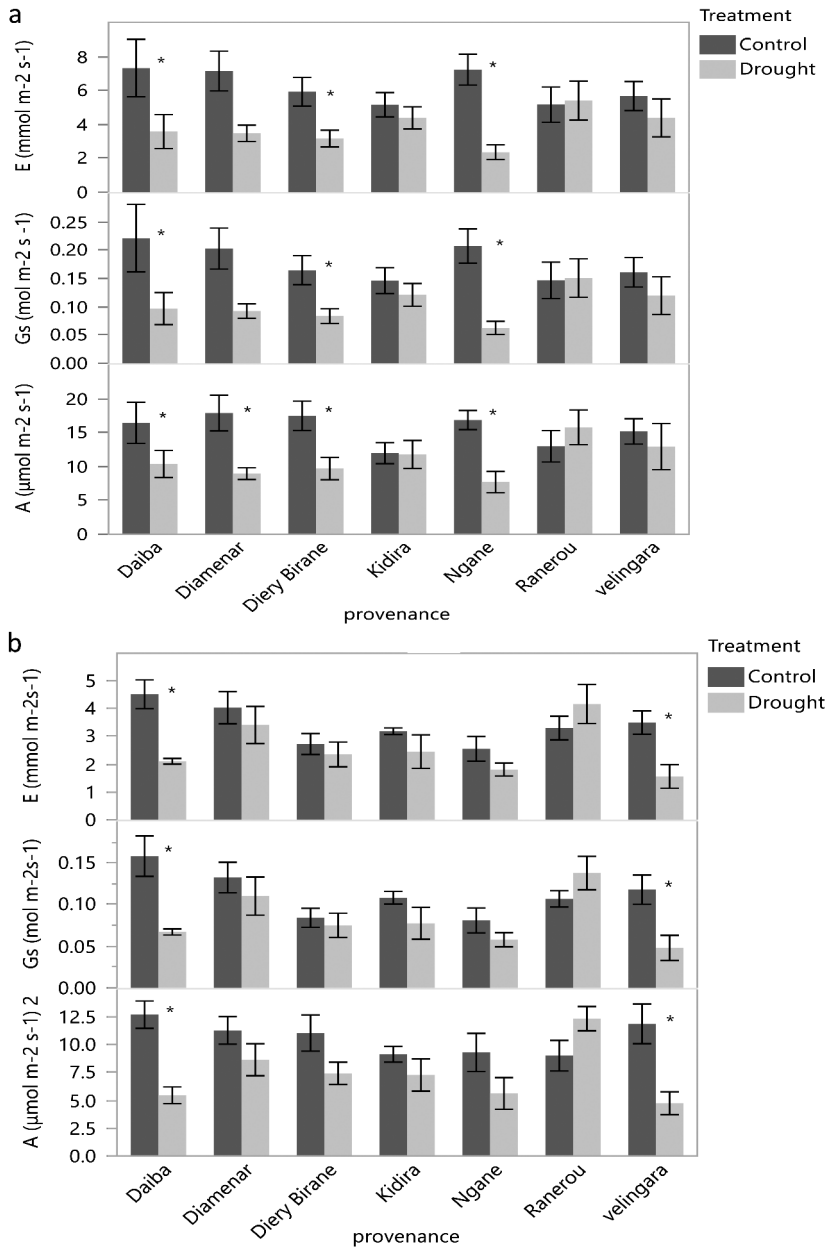 a
Treatment
Control
Drought
E (mmol m-2 s-1)
8
6
4
2
0
*
*
*
Gs (mol m-2 s -1)
0.25
0.20
0.15
0.10
0.05
0.00
*
*
*
A (µmol m-2 s-1)
20
15
10
5
0
*
*
*
*
Daiba
Diamenar
Diery Birane
Kidira
Ngane
Ranerou
velingara
provenance
b
Treatment
Control
Drought
E (mmol m-2s-1)
5
4
3
2
1
0
*
*
Gs (mol m-2s-1)
0.15
0.10
0.05
0.00
*
*
A (µmol m-2 s-1) 2
12.5
10.0
7.5
5.0
2.5
0.0
*
*
Daiba
Diamenar
Diery Birane
Kidira
Ngane
Ranerou
velingara
provenance